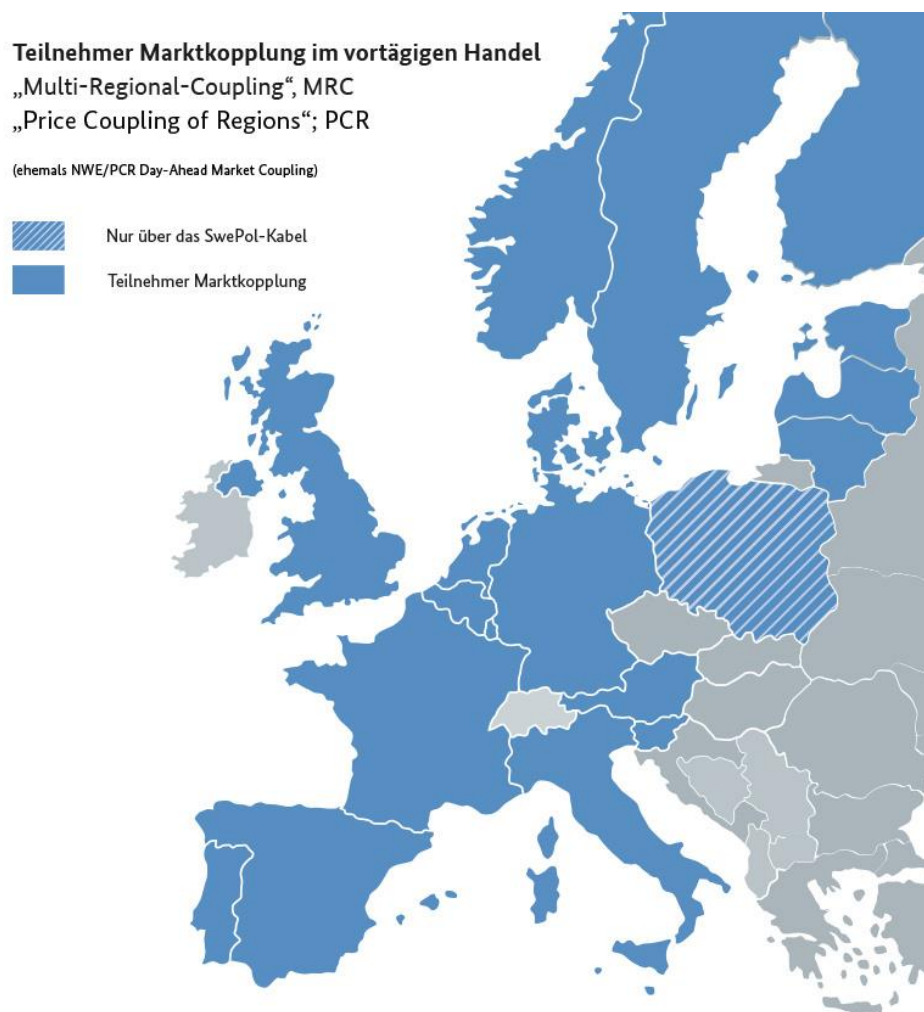 Teilnehmer Marktkopplung im vortägigen Handel
„Multi-Regional-Coupling“, MRC
„Price Coupling of Regions“; PCR
(ehemals NWE/PCR Day-Ahead Market Coupling)
Nur über das SwePol-Kabel
Teilnehmer Marktkopplung